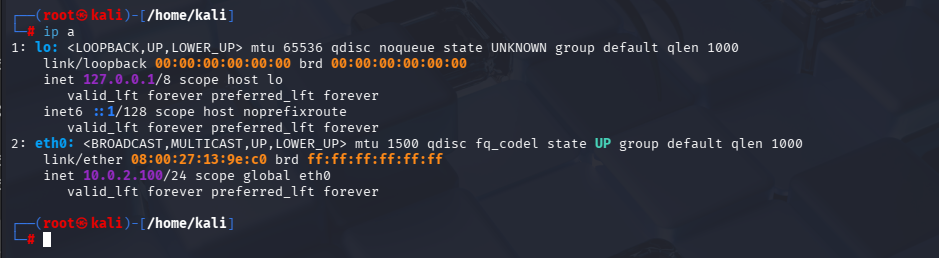 ┌──(root㉿kali)-[/home/kali]
└─# ip a
1: lo: <LOOPBACK,UP,LOWER_UP> mtu 65536 qdisc noqueue state UNKNOWN group default qlen 1000
    link/loopback 00:00:00:00:00:00 brd 00:00:00:00:00:00
    inet 127.0.0.1/8 scope host lo
       valid_lft forever preferred_lft forever
    inet6 ::1/128 scope host noprefixroute
       valid_lft forever preferred_lft forever
2: eth0: <BROADCAST,MULTICAST,UP,LOWER_UP> mtu 1500 qdisc fq_codel state UP group default qlen 1000
    link/ether 08:00:27:13:9e:c0 brd ff:ff:ff:ff:ff:ff
    inet 10.0.2.100/24 scope global eth0
       valid_lft forever preferred_lft forever
┌──(root㉿kali)-[/home/kali]
└─#